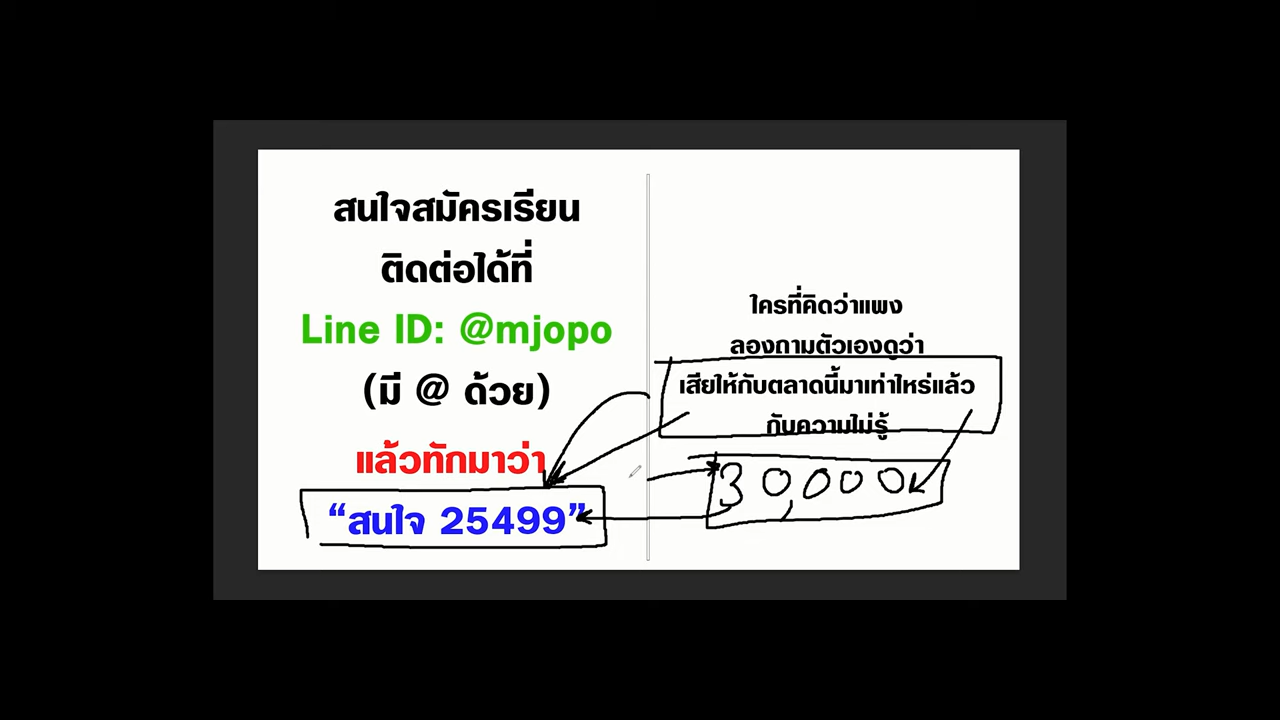 สนใจสมัครเรียน
ติดต่อได้ที่
Line ID: @mjopo
(มี @ ด้วย)
แล้วทักมาว่า
“สนใจ 25499”
ใครที่คิดว่าแพง
ลองถามตัวเองดูว่า
เสียให้กับตลาดนี้มาเท่าไหร่แล้ว
กับความไม่รู้
30,000